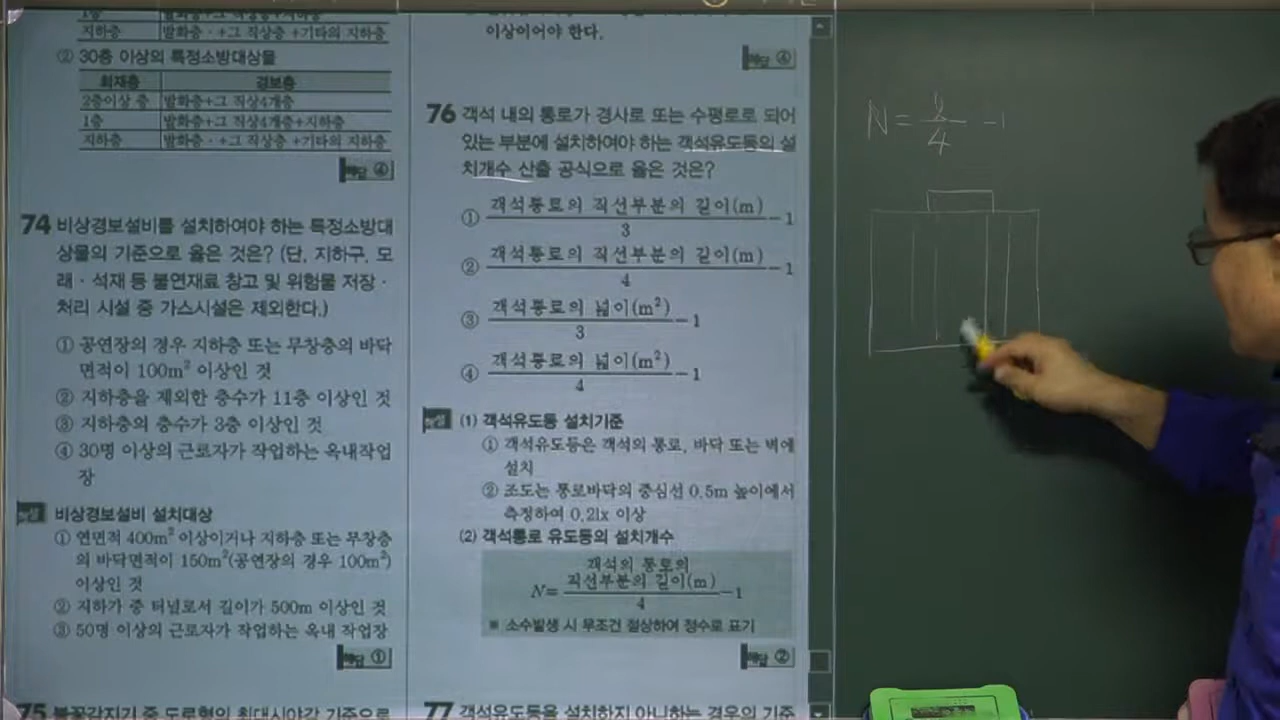 지하층 발화층 · +그 직상층 +기타의 지하층
② 30층 이상의 특정소방대상물
화재층 경보층
2층이상 층 발화층+그 직상4개층
1층 발화층+그 직상4개층+지하층
지하층 발화층 · +그 직상층 +기타의 지하층
해답 ④
74 비상경보설비를 설치하여야 하는 특정소방대
상물의 기준으로 옳은 것은? (단, 지하구, 모
래 · 석재 등 불연재료 창고 및 위험물 저장 ·
처리 시설 중 가스시설은 제외한다.)
① 공연장의 경우 지하층 또는 무창층의 바닥
면적이 100m² 이상인 것
② 지하층을 제외한 층수가 11층 이상인 것
③ 지하층의 층수가 3층 이상인 것
④ 30명 이상의 근로자가 작업하는 옥내작업
장
해설 비상경보설비 설치대상
① 연면적 400m² 이상이거나 지하층 또는 무창층
의 바닥면적이 150m²(공연장의 경우 100m²)
이상인 것
② 지하가 중 터널로서 길이가 500m 이상인 것
③ 50명 이상의 근로자가 작업하는 옥내 작업장
해답 ①
75 불꽃감지기 중 도로형의 최대시야각 기준으로
이상이어야 한다.
해답 ④
76 객석 내의 통로가 경사로 또는 수평로로 되어
있는 부분에 설치하여야 하는 객석유도등의 설
치개수 산출 공식으로 옳은 것은?
① 객석통로의 직선부분의 길이(m)/3 −1
② 객석통로의 직선부분의 길이(m)/4 −1
③ 객석통로의 넓이(m²)/3 −1
④ 객석통로의 넓이(m²)/4 −1
해설 (1) 객석유도등 설치기준
① 객석유도등은 객석의 통로, 바닥 또는 벽에
설치
② 조도는 통로바닥의 중심선 0.5m 높이에서
측정하여 0.2lx 이상
(2) 객석통로 유도등의 설치개수
객석의 통로의
N= 직선부분의 길이(m)/4 −1
※ 소수발생 시 무조건 절상하여 정수로 표기
해답 ②
77 객석유도등을 설치하지 아니하는 경우의 기준
N = ℓ/4 −1